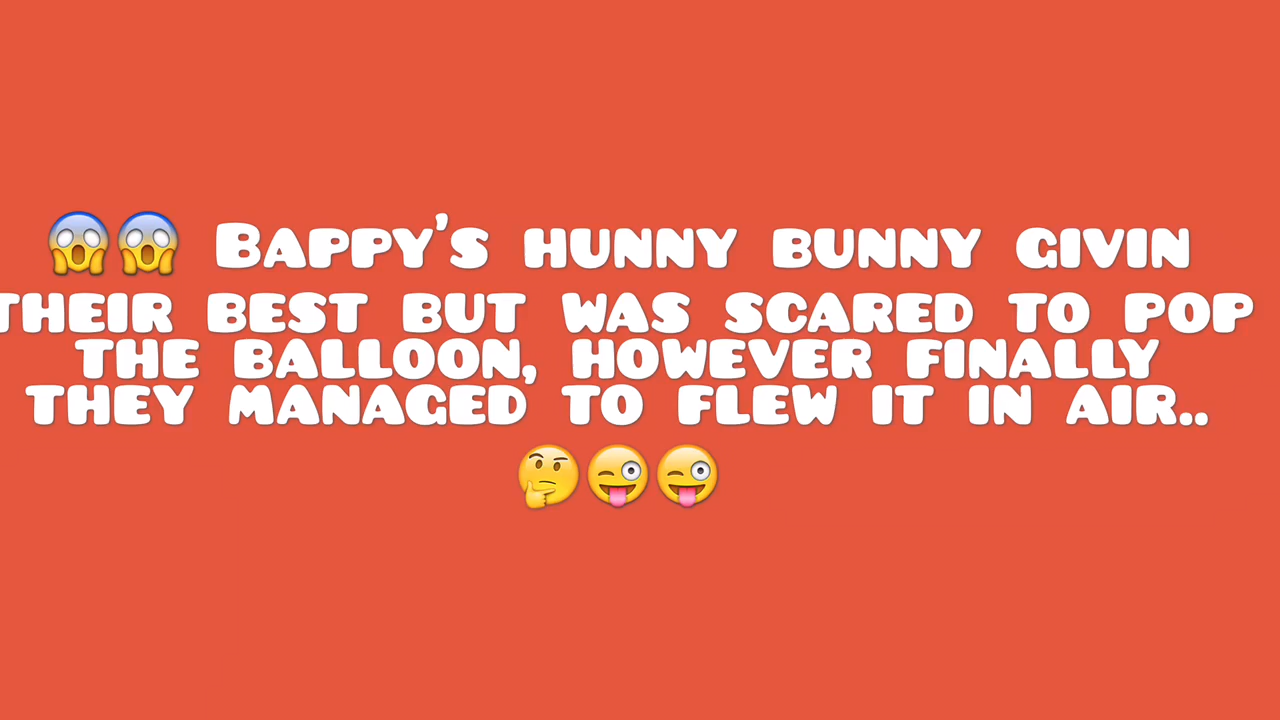 😱😱 Bappy's hunny bunny givin
their best but was scared to pop
the balloon, however finally
they managed to flew it in air..
🤔😜😜